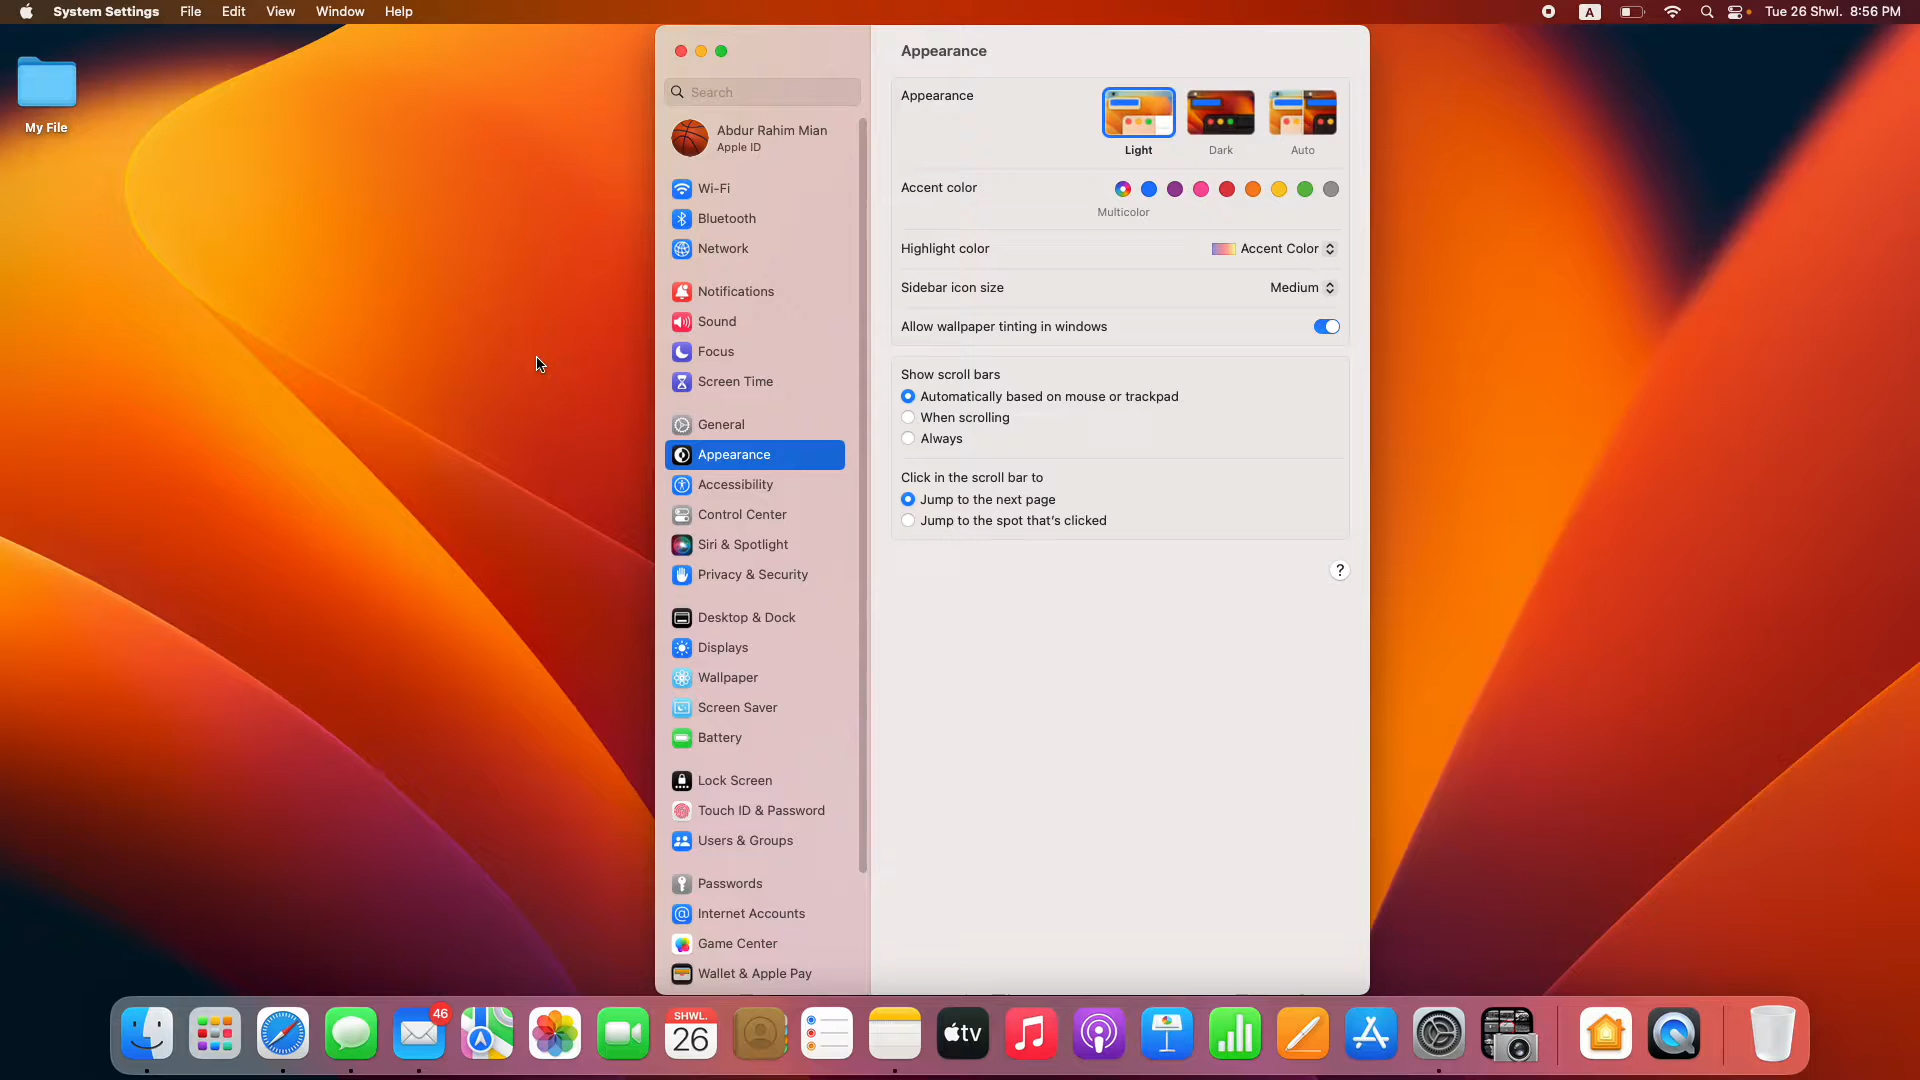 System Settings File Edit View Window Help
A Tue 26 Shwl. 8:56 PM
My File
Search
Abdur Rahim Mian
Apple ID
Wi-Fi
Bluetooth
Network
Notifications
Sound
Focus
Screen Time
General
Appearance
Accessibility
Control Center
Siri & Spotlight
Privacy & Security
Desktop & Dock
Displays
Wallpaper
Screen Saver
Battery
Lock Screen
Touch ID & Password
Users & Groups
Passwords
Internet Accounts
Game Center
Wallet & Apple Pay
Appearance
Appearance
Light Dark Auto
Accent color
Multicolor
Highlight color Accent Color
Sidebar icon size Medium
Allow wallpaper tinting in windows
Show scroll bars
Automatically based on mouse or trackpad
When scrolling
Always
Click in the scroll bar to
Jump to the next page
Jump to the spot that's clicked
?
46
SHWL.
26
tv